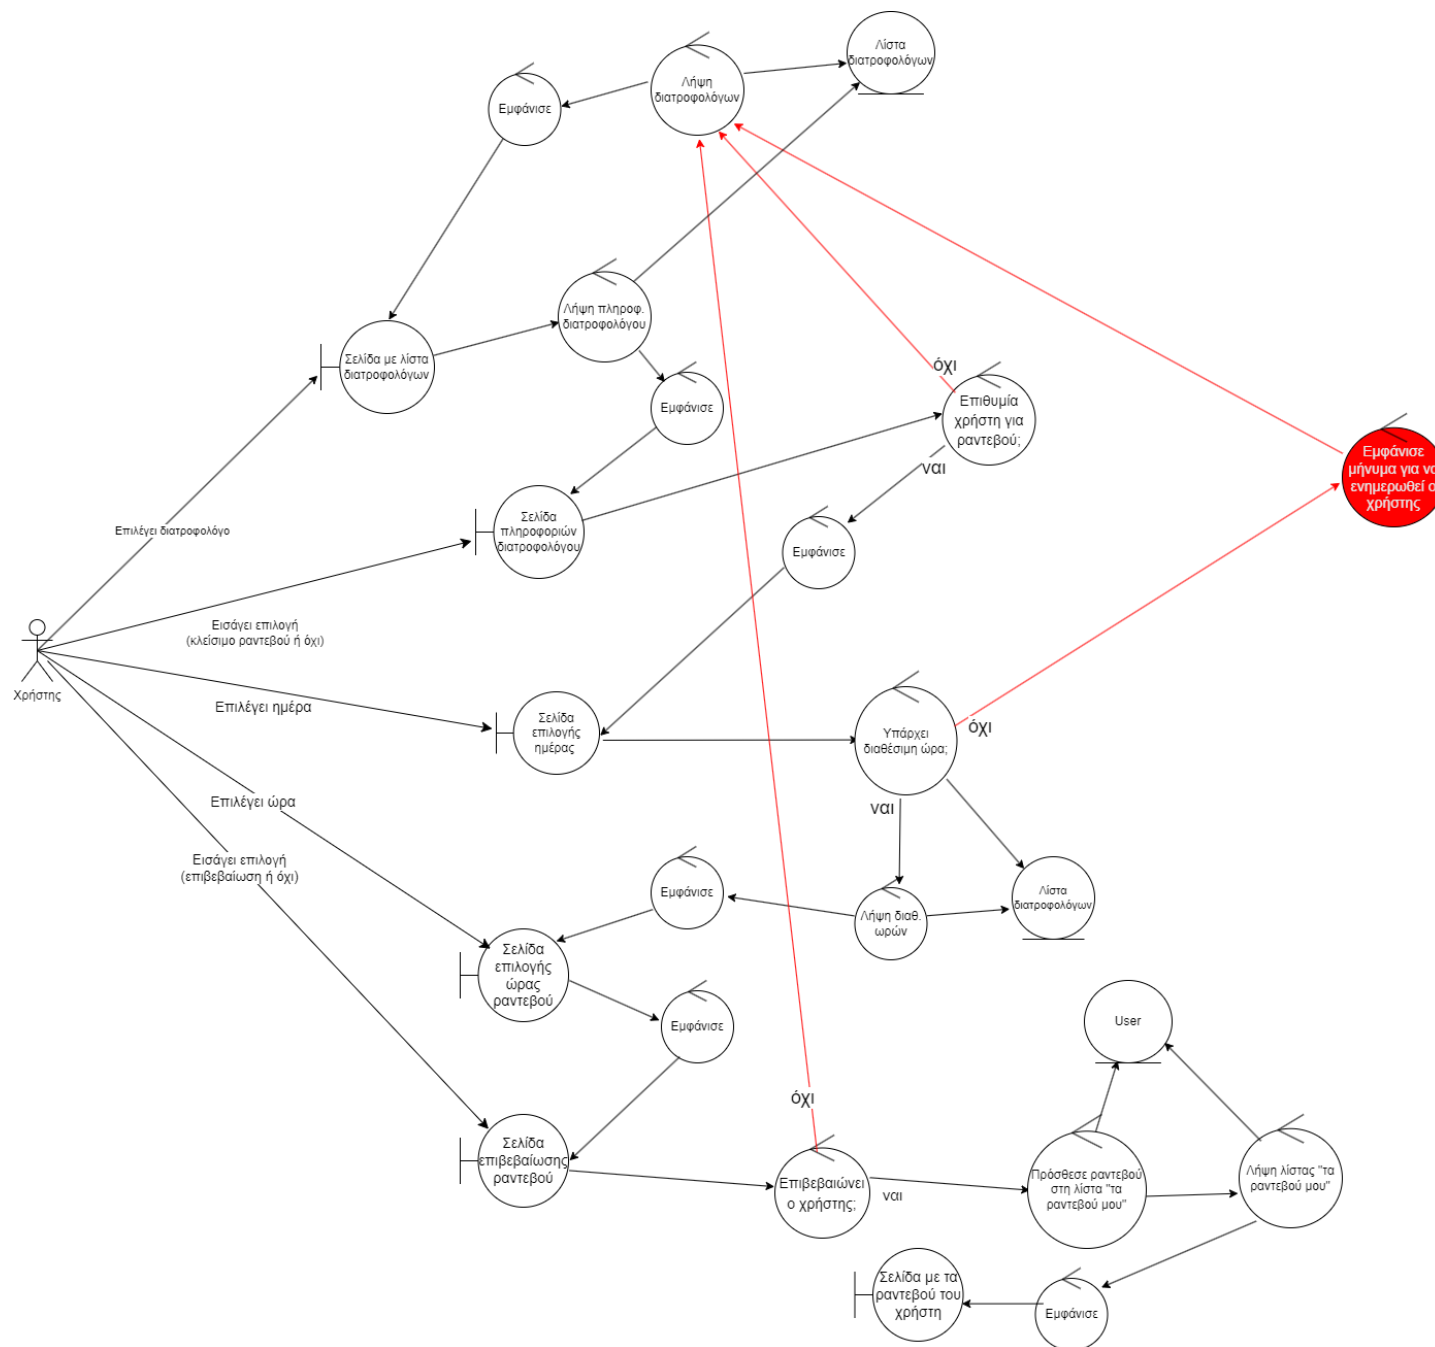 Λίστα
διατροφολόγων
Λήψη
διατροφολόγων
Εμφάνισε
Λήψη πληροφ.
διατροφολόγου
Σελίδα με λίστα
διατροφολόγων
Εμφάνισε
όχι
Επιθυμία
χρήστη για
ραντεβού;
ναι
Εμφάνισε
μήνυμα για να
ενημερωθεί ο
χρήστης
Σελίδα
πληροφοριών
διατροφολόγου
Επιλέγει διατροφολόγο
Εμφάνισε
Εισάγει επιλογή
(κλείσιμο ραντεβού ή όχι)
Χρήστης
Επιλέγει ημέρα
Σελίδα
επιλογής
ημέρας
Υπάρχει
διαθέσιμη ώρα;
όχι
Επιλέγει ώρα
ναι
Εισάγει επιλογή
(επιβεβαίωση ή όχι)
Εμφάνισε
Λήψη διαθ.
ωρών
Λίστα
διατροφολόγων
Σελίδα
επιλογής
ώρας
ραντεβού
Εμφάνισε
User
όχι
Σελίδα
επιβεβαίωσης
ραντεβού
Επιβεβαιώνει
ο χρήστης;
ναι
Πρόσθεσε ραντεβού
στη λίστα "τα
ραντεβού μου"
Λήψη λίστας "τα
ραντεβού μου"
Σελίδα με τα
ραντεβού του
χρήστη
Εμφάνισε